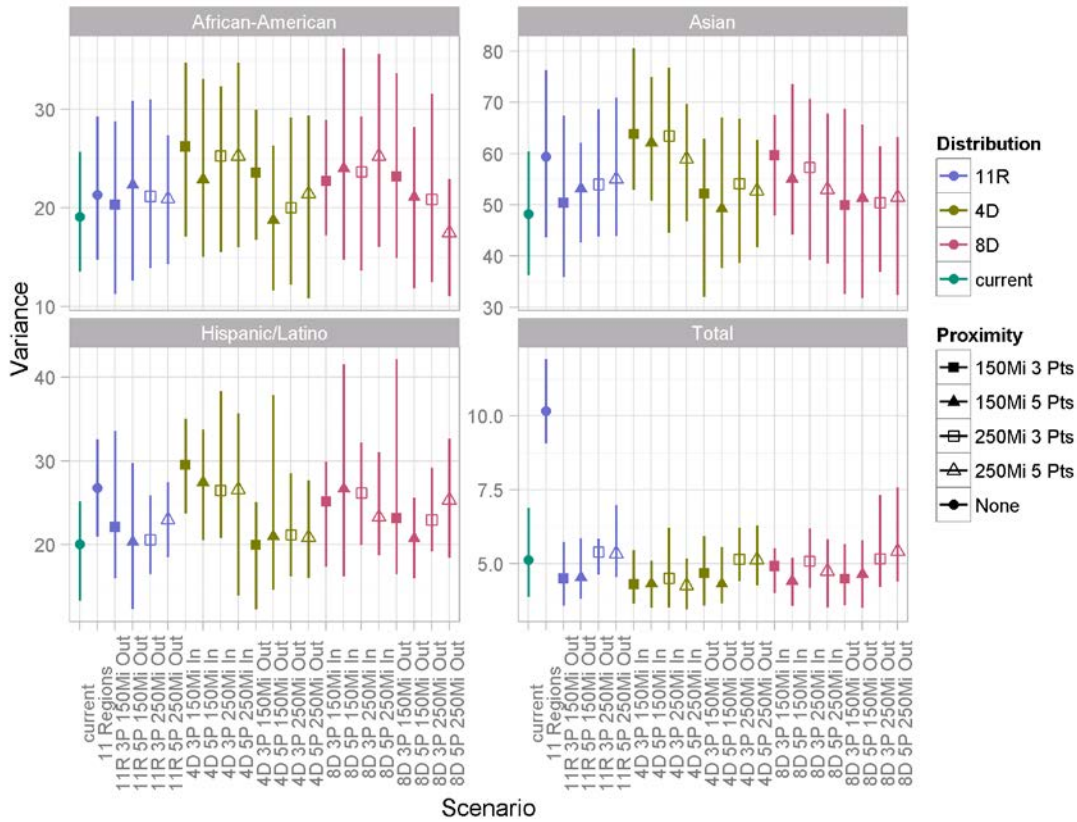 African-American
Asian
30
20
10
80
70
60
50
40
30
Variance
Hispanic/Latino
Total
40
30
20
10.0
7.5
5.0
current
11 Regions
11R 3P 150Mi Out
11R 5P 150Mi Out
11R 3P 250Mi Out
11R 5P 250Mi Out
4D 3P 150Mi In
4D 5P 150Mi In
4D 3P 250Mi In
4D 5P 250Mi In
4D 3P 150Mi Out
4D 5P 150Mi Out
4D 3P 250Mi Out
4D 5P 250Mi Out
8D 3P 150Mi In
8D 5P 150Mi In
8D 3P 250Mi In
8D 5P 250Mi In
8D 3P 150Mi Out
8D 5P 150Mi Out
8D 3P 250Mi Out
8D 5P 250Mi Out
current
11 Regions
11R 3P 150Mi Out
11R 5P 150Mi Out
11R 3P 250Mi Out
11R 5P 250Mi Out
4D 3P 150Mi In
4D 5P 150Mi In
4D 3P 250Mi In
4D 5P 250Mi In
4D 3P 150Mi Out
4D 5P 150Mi Out
4D 3P 250Mi Out
4D 5P 250Mi Out
8D 3P 150Mi In
8D 5P 150Mi In
8D 3P 250Mi In
8D 5P 250Mi In
8D 3P 150Mi Out
8D 5P 150Mi Out
8D 3P 250Mi Out
8D 5P 250Mi Out
Scenario
Distribution
11R
4D
8D
current
Proximity
150Mi 3 Pts
150Mi 5 Pts
250Mi 3 Pts
250Mi 5 Pts
None